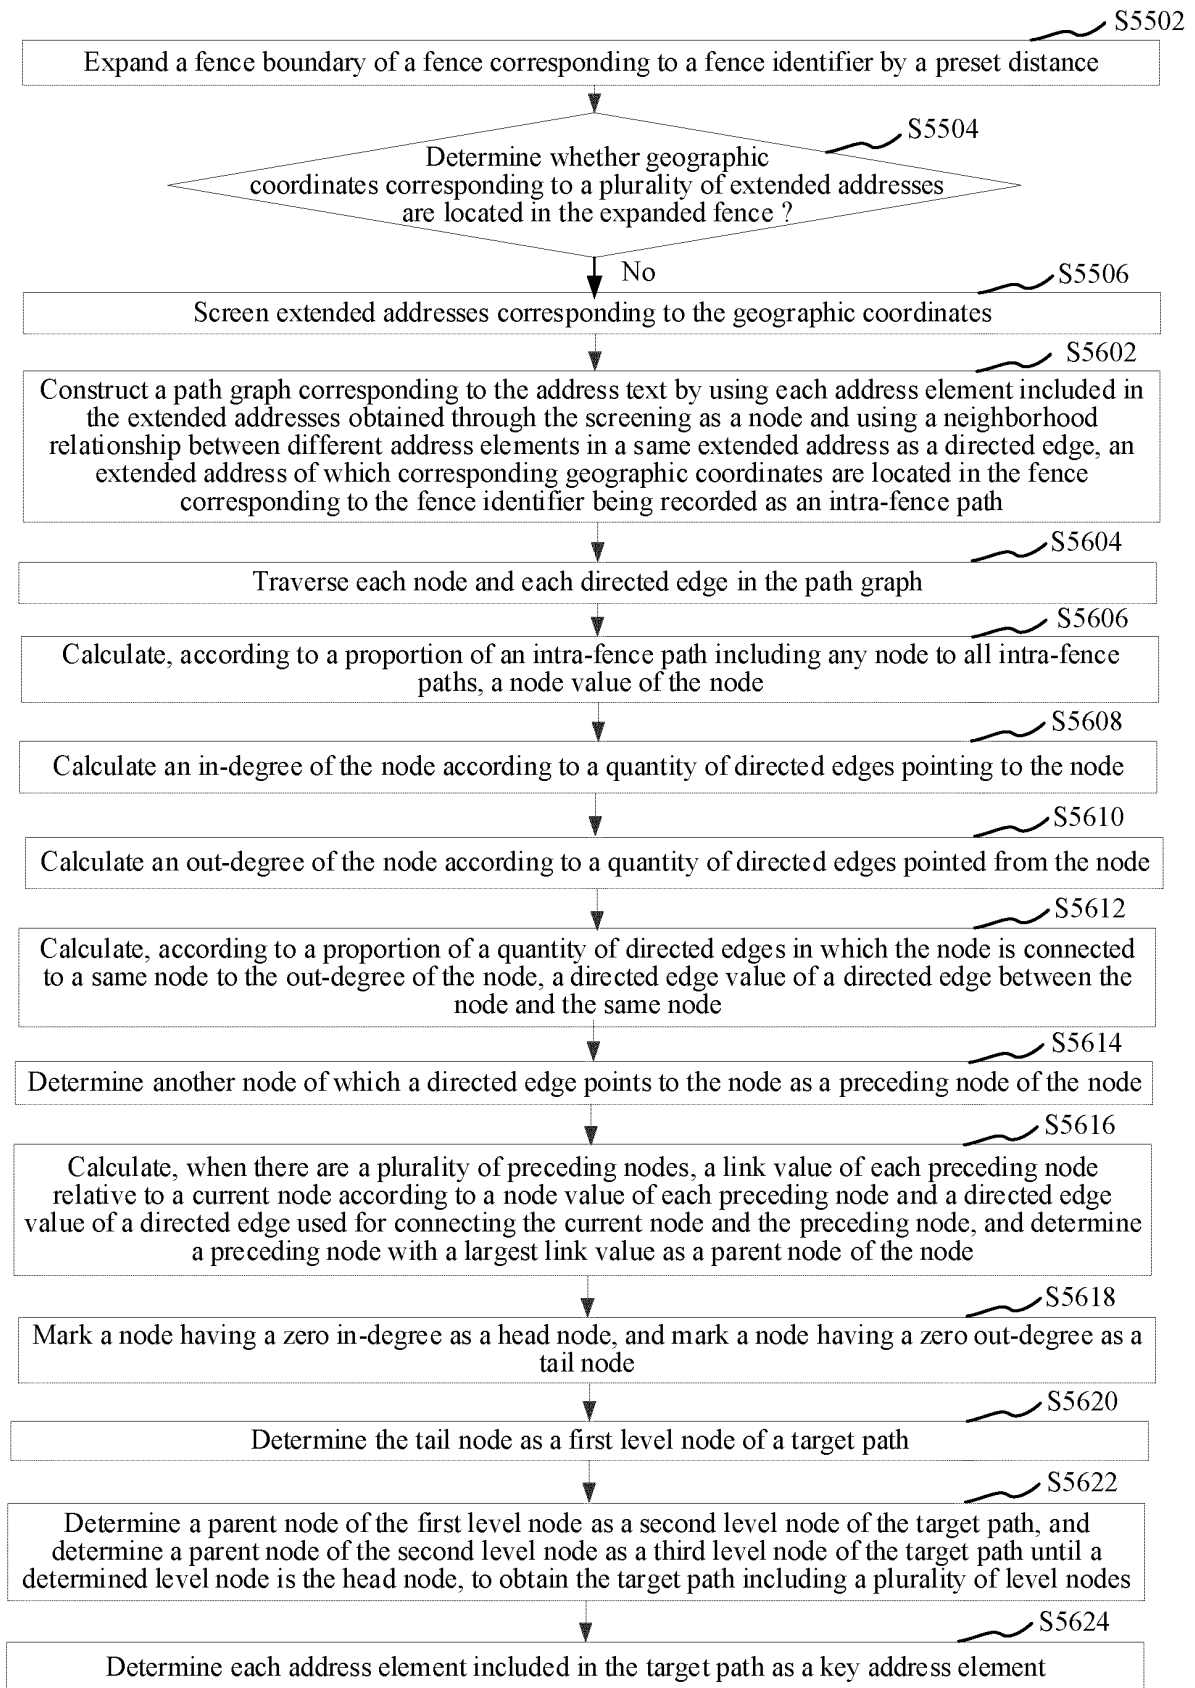 S5502
Expand a fence boundary of a fence corresponding to a fence identifier by a preset distance
S5504
Determine whether geographic
coordinates corresponding to a plurality of extended addresses
are located in the expanded fence ?
No
S5506
Screen extended addresses corresponding to the geographic coordinates
S5602
Construct a path graph corresponding to the address text by using each address element included in
the extended addresses obtained through the screening as a node and using a neighborhood
relationship between different address elements in a same extended address as a directed edge, an
extended address of which corresponding geographic coordinates are located in the fence
corresponding to the fence identifier being recorded as an intra-fence path
S5604
Traverse each node and each directed edge in the path graph
S5606
Calculate, according to a proportion of an intra-fence path including any node to all intra-fence
paths, a node value of the node
S5608
Calculate an in-degree of the node according to a quantity of directed edges pointing to the node
S5610
Calculate an out-degree of the node according to a quantity of directed edges pointed from the node
S5612
Calculate, according to a proportion of a quantity of directed edges in which the node is connected
to a same node to the out-degree of the node, a directed edge value of a directed edge between the
node and the same node
S5614
Determine another node of which a directed edge points to the node as a preceding node of the node
S5616
Calculate, when there are a plurality of preceding nodes, a link value of each preceding node
relative to a current node according to a node value of each preceding node and a directed edge
value of a directed edge used for connecting the current node and the preceding node, and determine
a preceding node with a largest link value as a parent node of the node
S5618
Mark a node having a zero in-degree as a head node, and mark a node having a zero out-degree as a
tail node
S5620
Determine the tail node as a first level node of a target path
S5622
Determine a parent node of the first level node as a second level node of the target path, and
determine a parent node of the second level node as a third level node of the target path until a
determined level node is the head node, to obtain the target path including a plurality of level nodes
S5624
Determine each address element included in the target path as a key address element